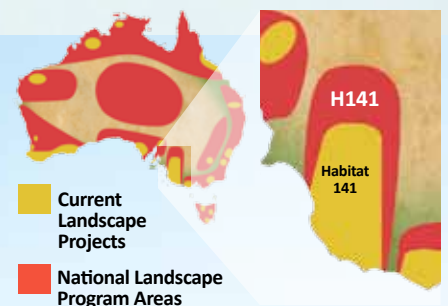 H141
Habitat
141
Current
Landscape
Projects
National Landscape
Program Areas